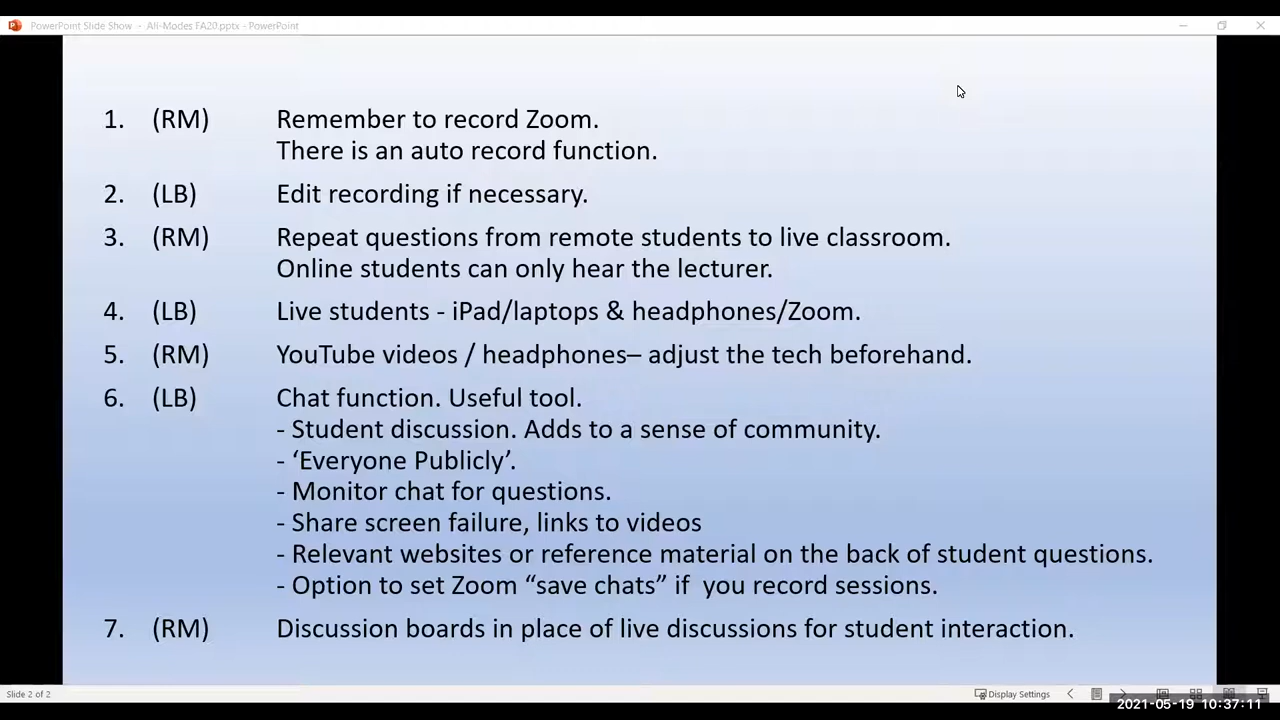 PowerPoint Slide Show - All-Modes FA20.pptx - PowerPoint
1. (RM) Remember to record Zoom.
There is an auto record function.
2. (LB) Edit recording if necessary.
3. (RM) Repeat questions from remote students to live classroom.
Online students can only hear the lecturer.
4. (LB) Live students - iPad/laptops & headphones/Zoom.
5. (RM) YouTube videos / headphones– adjust the tech beforehand.
6. (LB) Chat function. Useful tool.
- Student discussion. Adds to a sense of community.
- ‘Everyone Publicly’.
- Monitor chat for questions.
- Share screen failure, links to videos
- Relevant websites or reference material on the back of student questions.
- Option to set Zoom “save chats” if  you record sessions.
7. (RM) Discussion boards in place of live discussions for student interaction.
Slide 2 of 2
Display Settings
2021-05-19 10:37:11